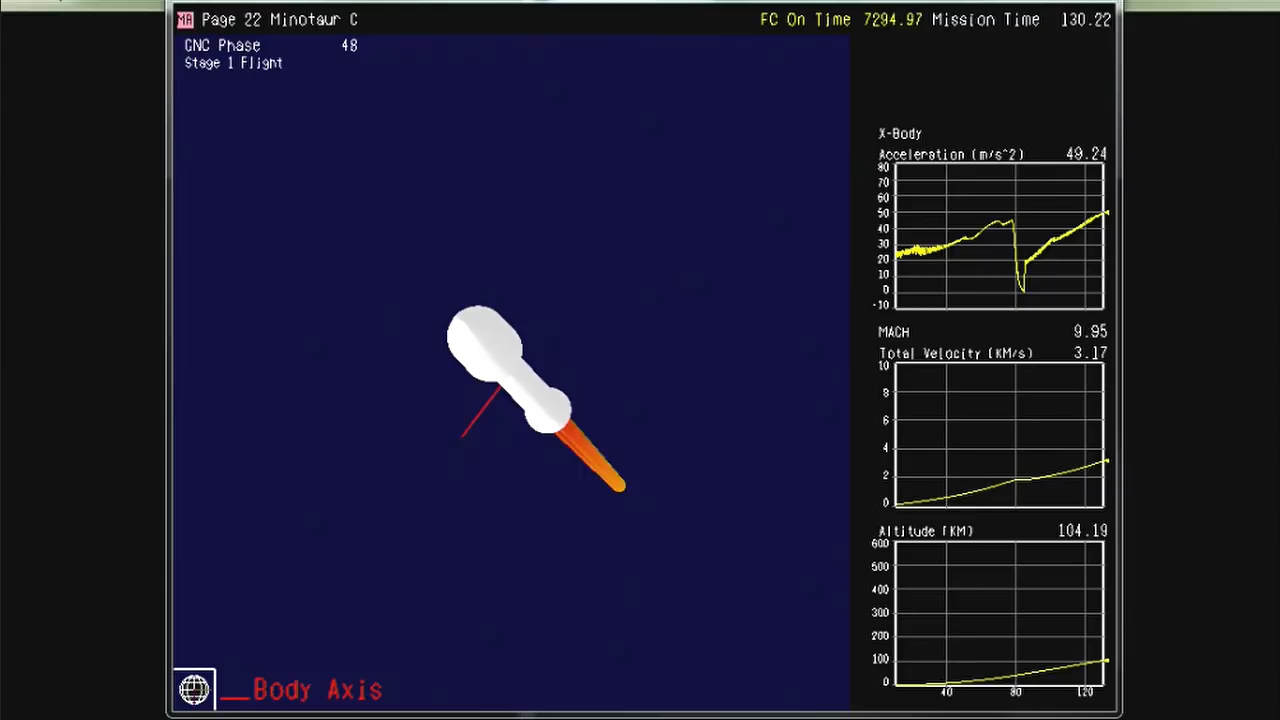 MA Page 22 Minotaur C FC On Time 7294.97 Mission Time 130.22
GNC Phase 48
Stage 1 Flight
X-Body
Acceleration (m/s^2) 49.24
80
70
60
50
40
30
20
10
0
-10
MACH 9.95
Total Velocity (KM/s) 3.17
10
8
6
4
2
0
Altitude (KM) 104.19
600
500
400
300
200
100
0
40 80 120
Body Axis